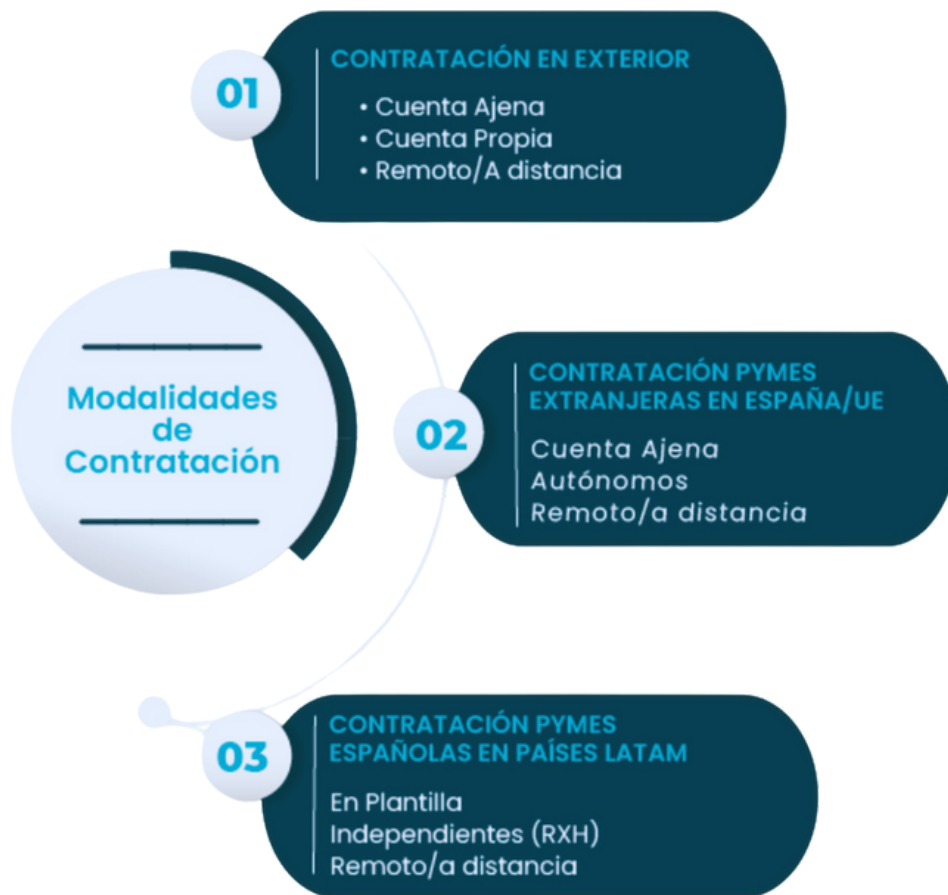 01
CONTRATACIÓN EN EXTERIOR
• Cuenta Ajena
• Cuenta Propia
• Remoto/A distancia
Modalidades
de
Contratación
02
CONTRATACIÓN PYMES
EXTRANJERAS EN ESPAÑA/UE
Cuenta Ajena
Autónomos
Remoto/a distancia
03
CONTRATACIÓN PYMES
ESPAÑOLAS EN PAÍSES LATAM
En Plantilla
Independientes (RXH)
Remoto/a distancia